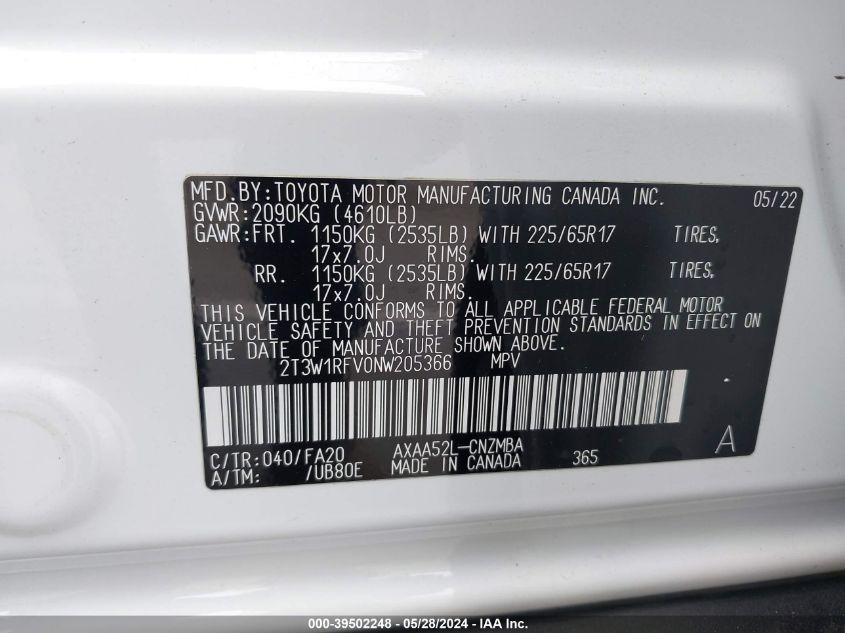 MFD.BY:TOYOTA MOTOR MANUFACTURING CANADA INC. 05/22
GVWR:2090KG (4610LB)
GAWR:FRT. 1150KG (2535LB) WITH 225/65R17 TIRES,
17x7.0J RIMS.
RR. 1150KG (2535LB) WITH 225/65R17 TIRES,
17x7.0J RIMS.
THIS VEHICLE CONFORMS TO ALL APPLICABLE FEDERAL MOTOR
VEHICLE SAFETY AND THEFT PREVENTION STANDARDS IN EFFECT ON
THE DATE OF MANUFACTURE SHOWN ABOVE.
2T3W1RFV0NW205366 MPV
C/TR:040/FA20 AXAA52L-CNZMBA 365 A
A/TM: /UB80E MADE IN CANADA
000-39502248 - 05/28/2024 - IAA Inc.